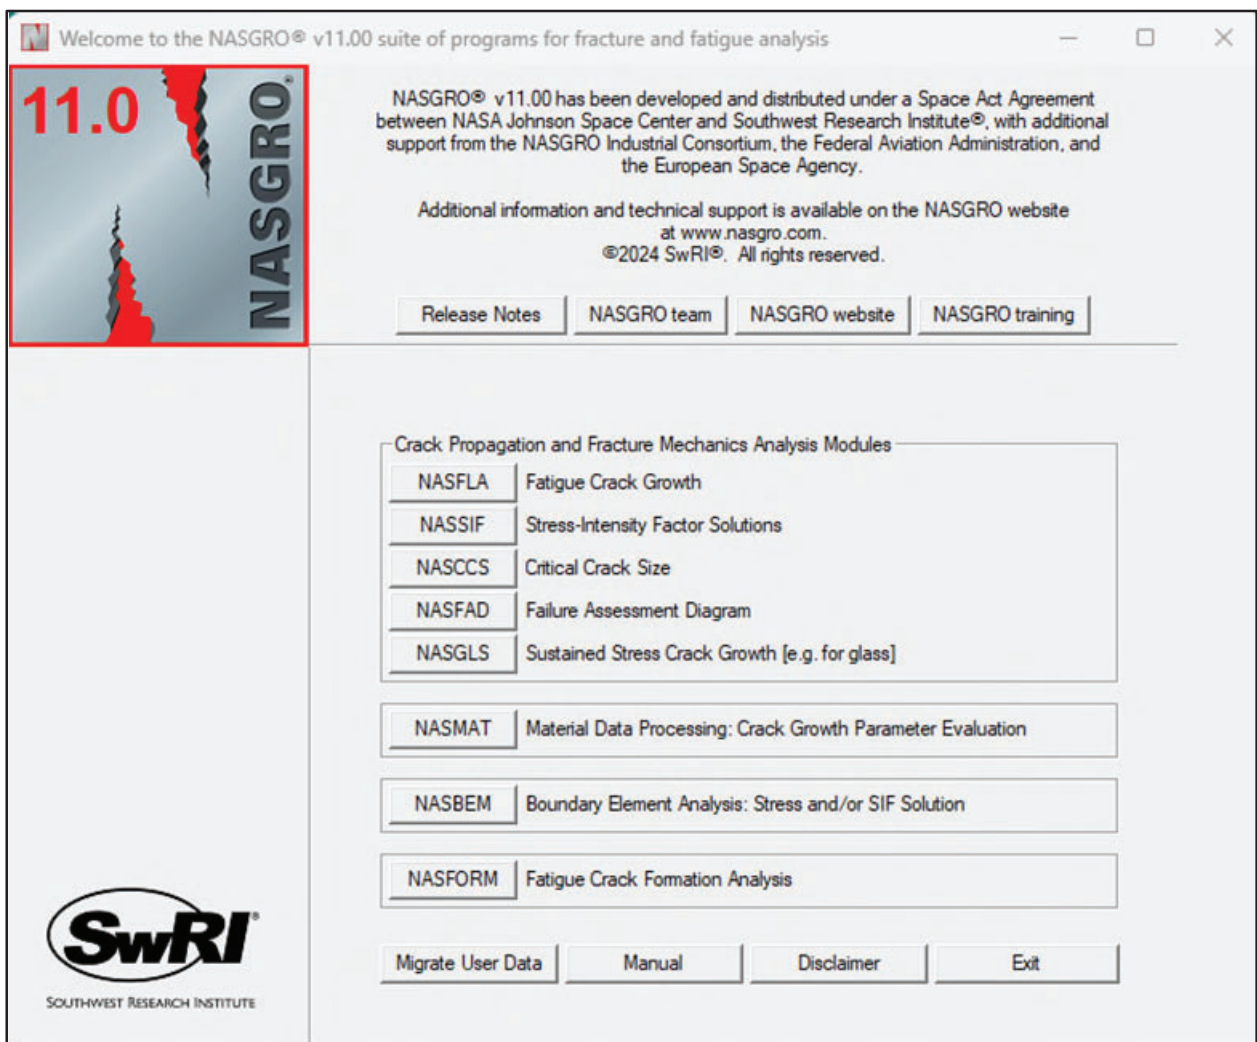 Welcome to the NASGRO® v11.00 suite of programs for fracture and fatigue analysis
11.0
NASGRO®
NASGRO® v11.00 has been developed and distributed under a Space Act Agreement
between NASA Johnson Space Center and Southwest Research Institute®, with additional
support from the NASGRO Industrial Consortium, the Federal Aviation Administration, and
the European Space Agency.
Additional information and technical support is available on the NASGRO website
at www.nasgro.com.
©2024 SwRI®. All rights reserved.
Release Notes NASGRO team NASGRO website NASGRO training
Crack Propagation and Fracture Mechanics Analysis Modules
NASFLA Fatigue Crack Growth
NASSIF Stress-Intensity Factor Solutions
NASCCS Critical Crack Size
NASFAD Failure Assessment Diagram
NASGLS Sustained Stress Crack Growth [e.g. for glass]
NASMAT Material Data Processing: Crack Growth Parameter Evaluation
NASBEM Boundary Element Analysis: Stress and/or SIF Solution
NASFORM Fatigue Crack Formation Analysis
Migrate User Data Manual Disclaimer Exit
SwRI®
SOUTHWEST RESEARCH INSTITUTE